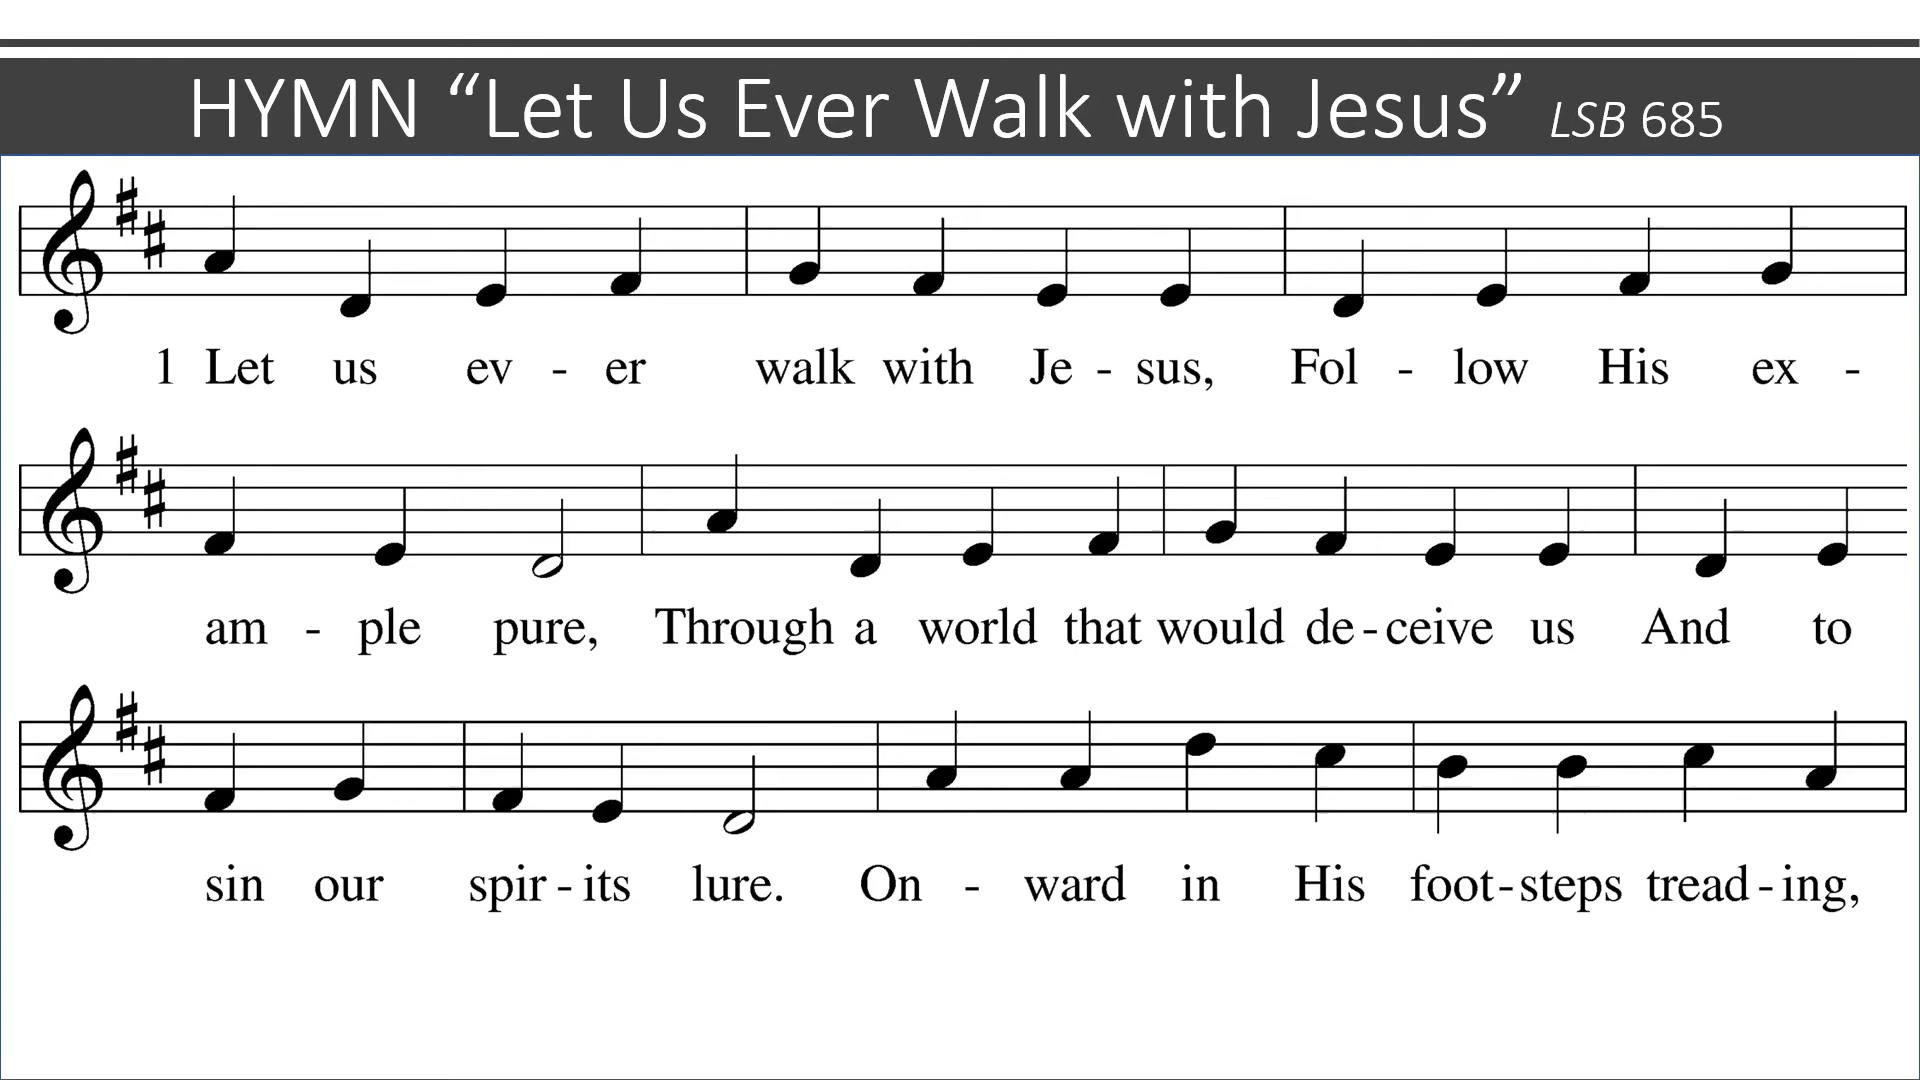 HYMN “Let Us Ever Walk with Jesus” LSB 685
1 Let us ev - er walk with Je - sus, Fol - low His ex -
am - ple pure, Through a world that would de - ceive us And to
sin our spir - its lure. On - ward in His foot - steps tread - ing,